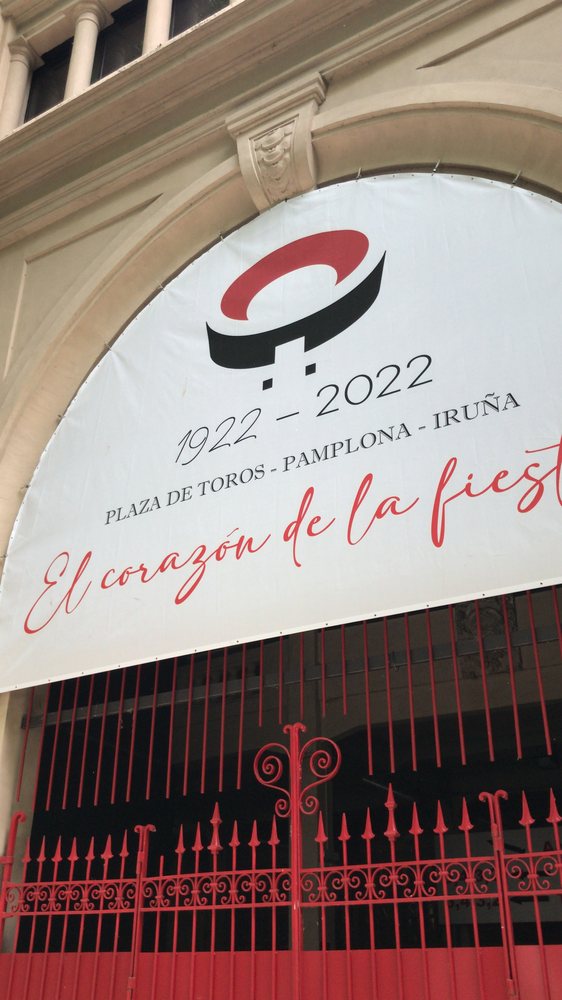 1922 - 2022
PLAZA DE TOROS - PAMPLONA - IRUÑA
El corazón de la fiest